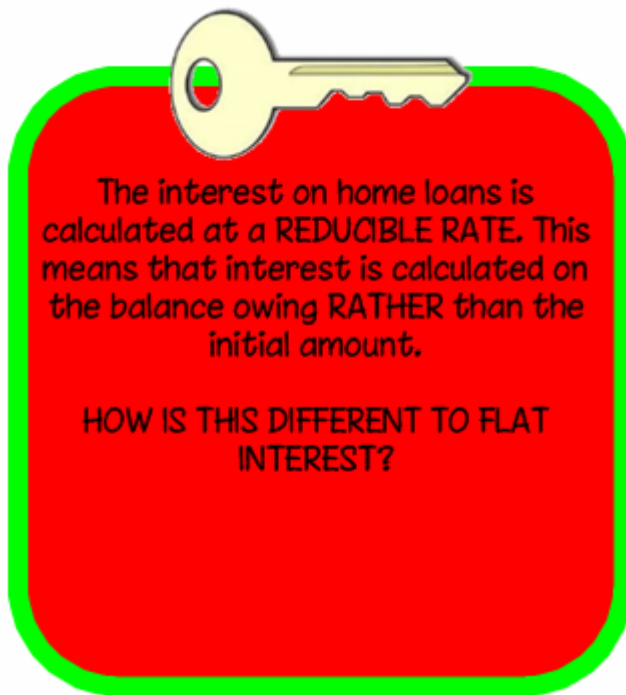 The interest on home loans is
calculated at a REDUCIBLE RATE. This
means that interest is calculated on
the balance owing RATHER than the
initial amount.
HOW IS THIS DIFFERENT TO FLAT
INTEREST?